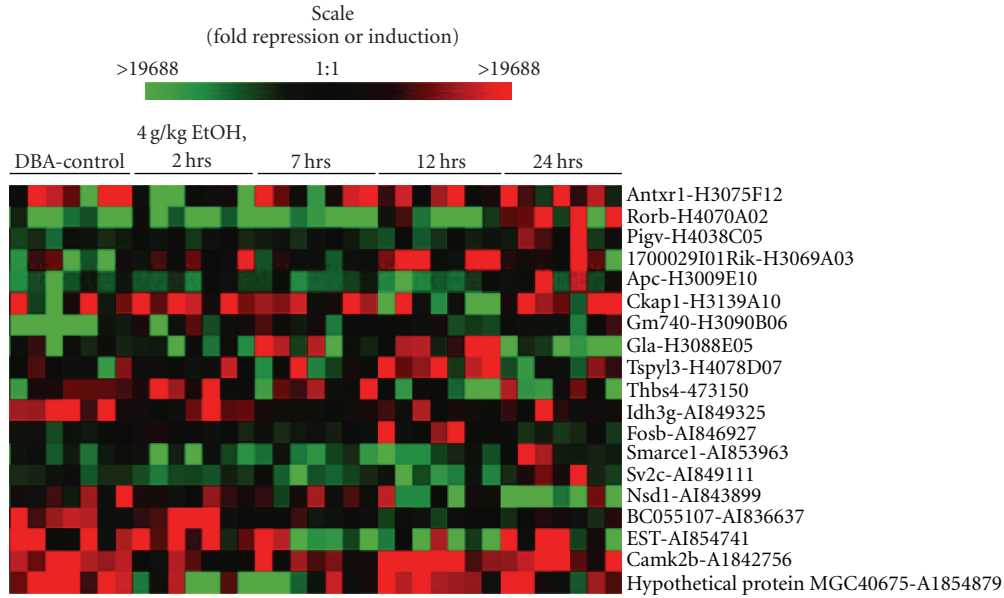 Scale
(fold repression or induction)
>19688 1:1 >19688
4 g/kg EtOH,
DBA-control 2 hrs 7 hrs 12 hrs 24 hrs
Antxr1-H3075F12
Rorb-H4070A02
Pigv-H4038C05
1700029I01Rik-H3069A03
Apc-H3009E10
Ckap1-H3139A10
Gm740-H3090B06
Gla-H3088E05
Tspyl3-H4078D07
Thbs4-473150
Idh3g-AI849325
Fosb-AI846927
Smarce1-AI853963
Sv2c-AI849111
Nsd1-AI843899
BC055107-AI836637
EST-AI854741
Camk2b-A1842756
Hypothetical protein MGC40675-A1854879